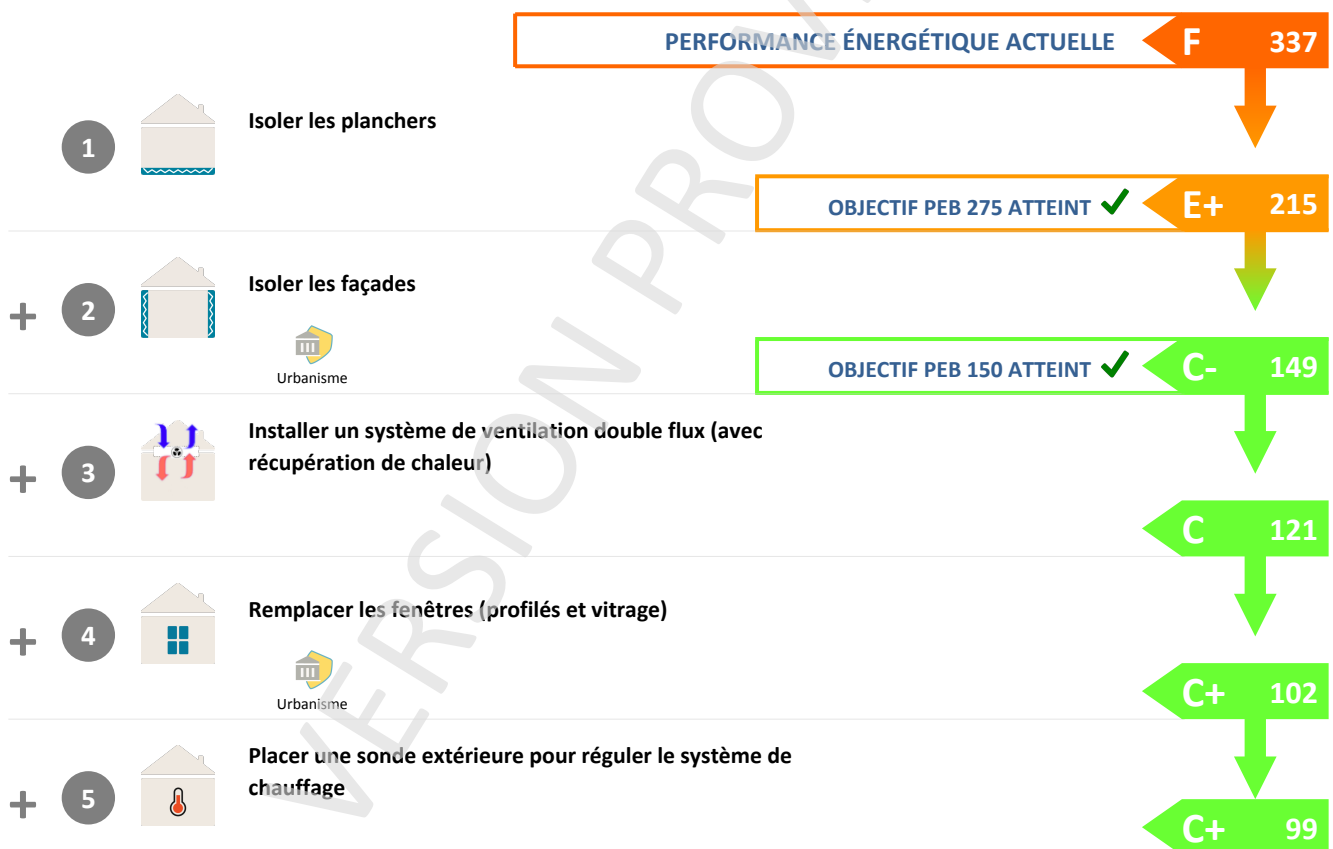 PERFORMANCE ÉNERGÉTIQUE ACTUELLE F 337
1 Isoler les planchers
OBJECTIF PEB 275 ATTEINT E+ 215
+ 2 Isoler les façades
Urbanisme
OBJECTIF PEB 150 ATTEINT C- 149
+ 3 Installer un système de ventilation double flux (avec
récupération de chaleur)
C 121
+ 4 Remplacer les fenêtres (profilés et vitrage)
Urbanisme
C+ 102
+ 5 Placer une sonde extérieure pour réguler le système de
chauffage
C+ 99
VERSION PROV